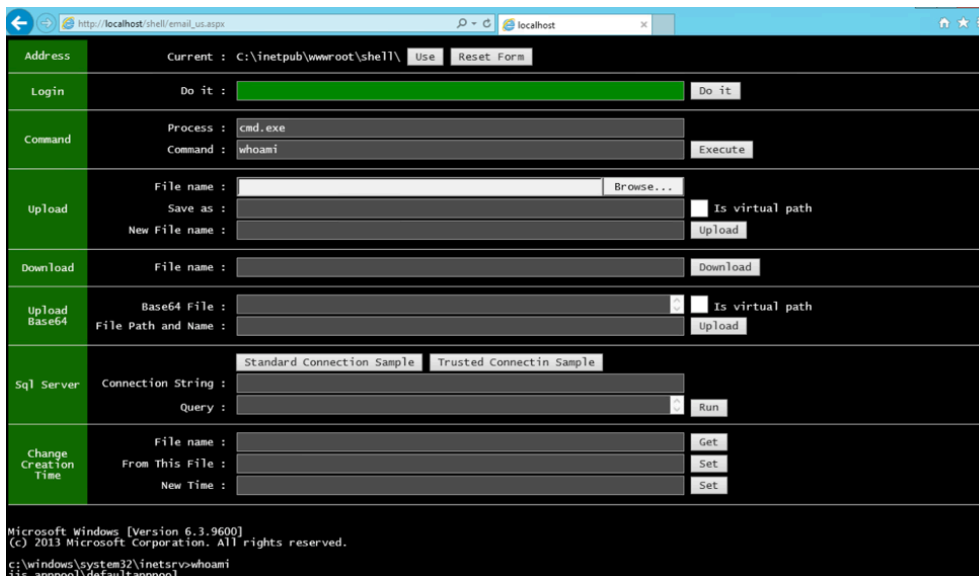 http://localhost/shell/email_us.aspx localhost
Address Current : C:\inetpub\wwwroot\shell\ Use Reset Form
Login Do it : Do it
Process : cmd.exe
Command
Command : whoami Execute
File name : Browse...
Upload Save as : Is virtual path
New File name : Upload
Download File name : Download
Upload Base64 File : Is virtual path
Base64 File Path and Name : Upload
Standard Connection Sample Trusted Connectin Sample
Sql Server Connection String :
Query : Run
File name : Get
Change
Creation From This File : Set
Time
New Time : Set
Microsoft Windows [Version 6.3.9600]
(c) 2013 Microsoft Corporation. All rights reserved.
c:\windows\system32\inetsrv>whoami
iis apppool\defaultapppool